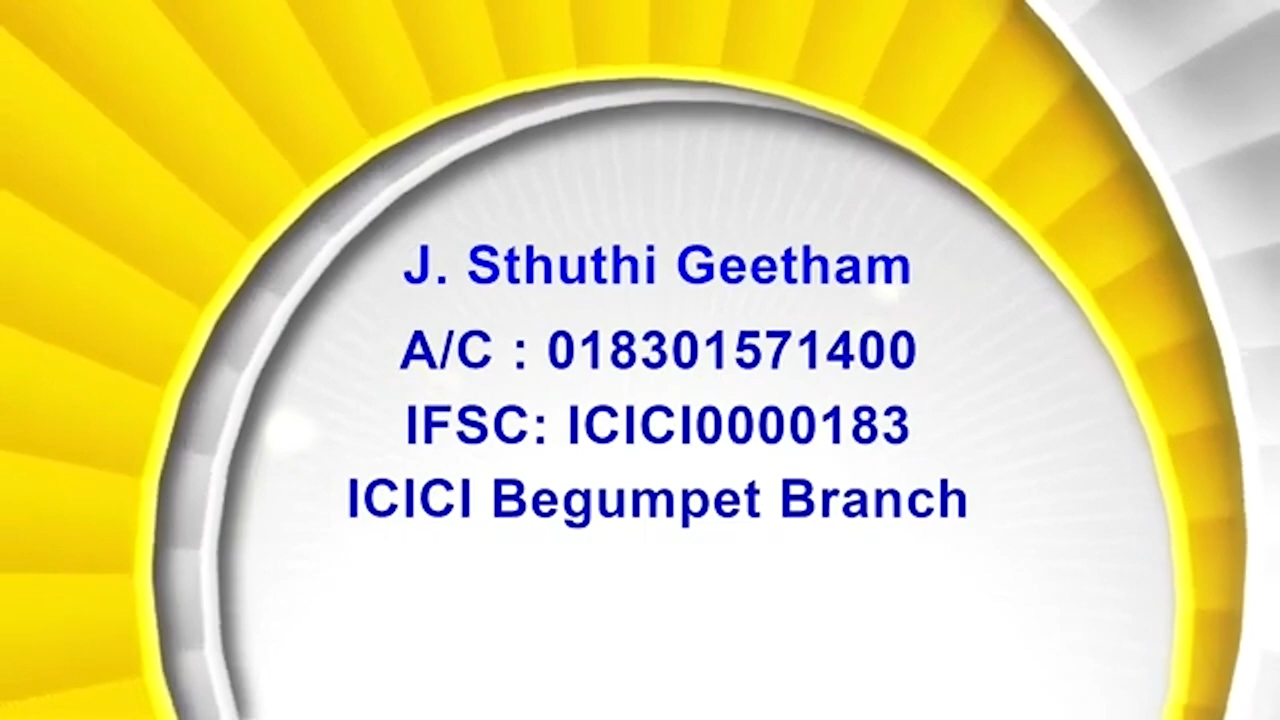 J. Sthuthi Geetham
A/C : 018301571400
IFSC: ICICI0000183
ICICI Begumpet Branch